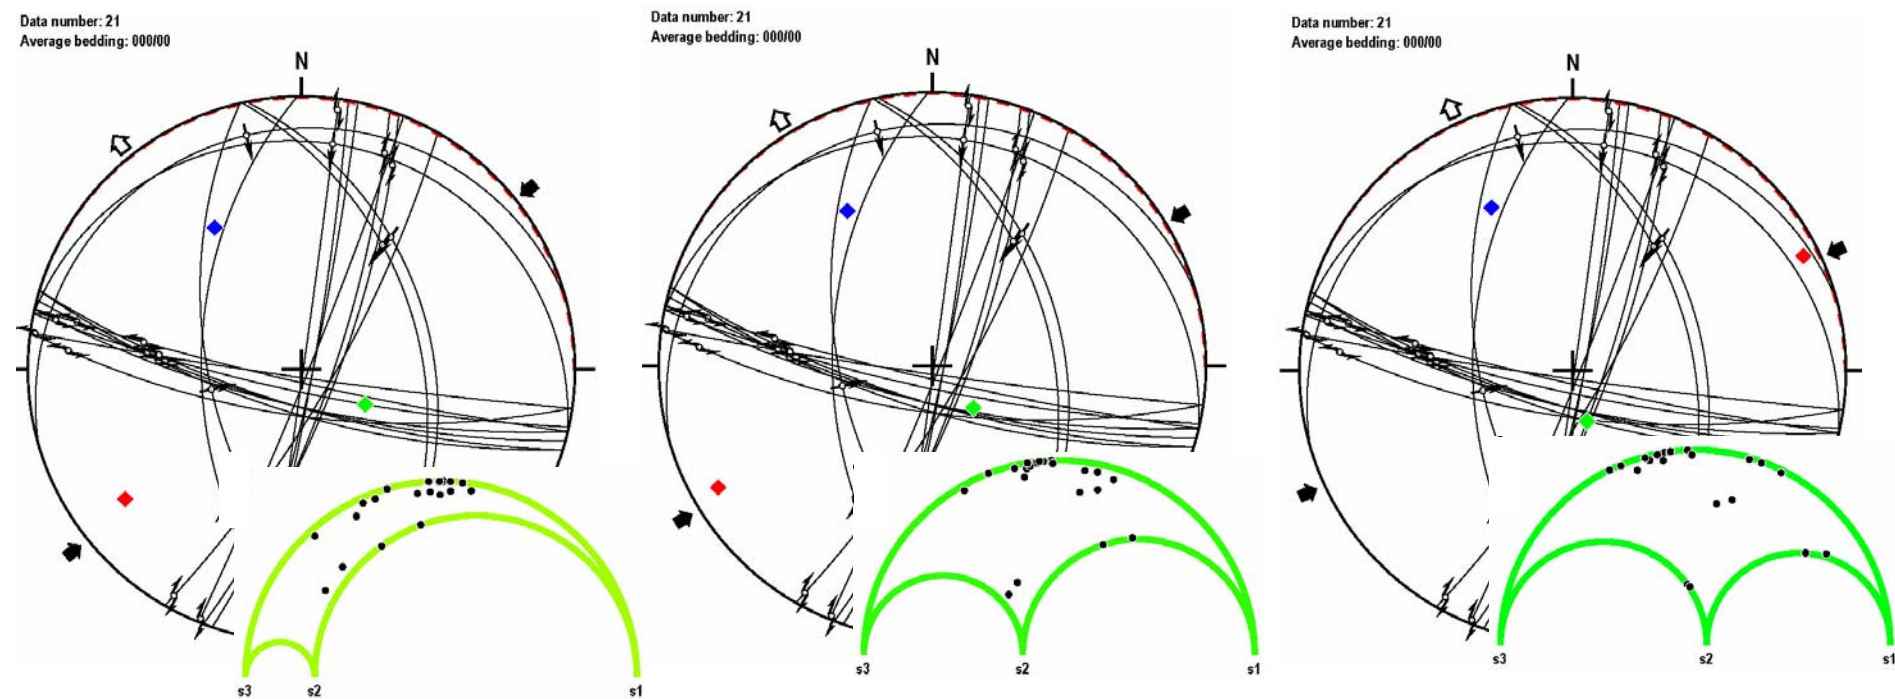 Data number: 21
Average bedding: 000/00
N
s3 s2 s1
Data number: 21
Average bedding: 000/00
N
s3 s2 s1
Data number: 21
Average bedding: 000/00
N
s3 s2 s1